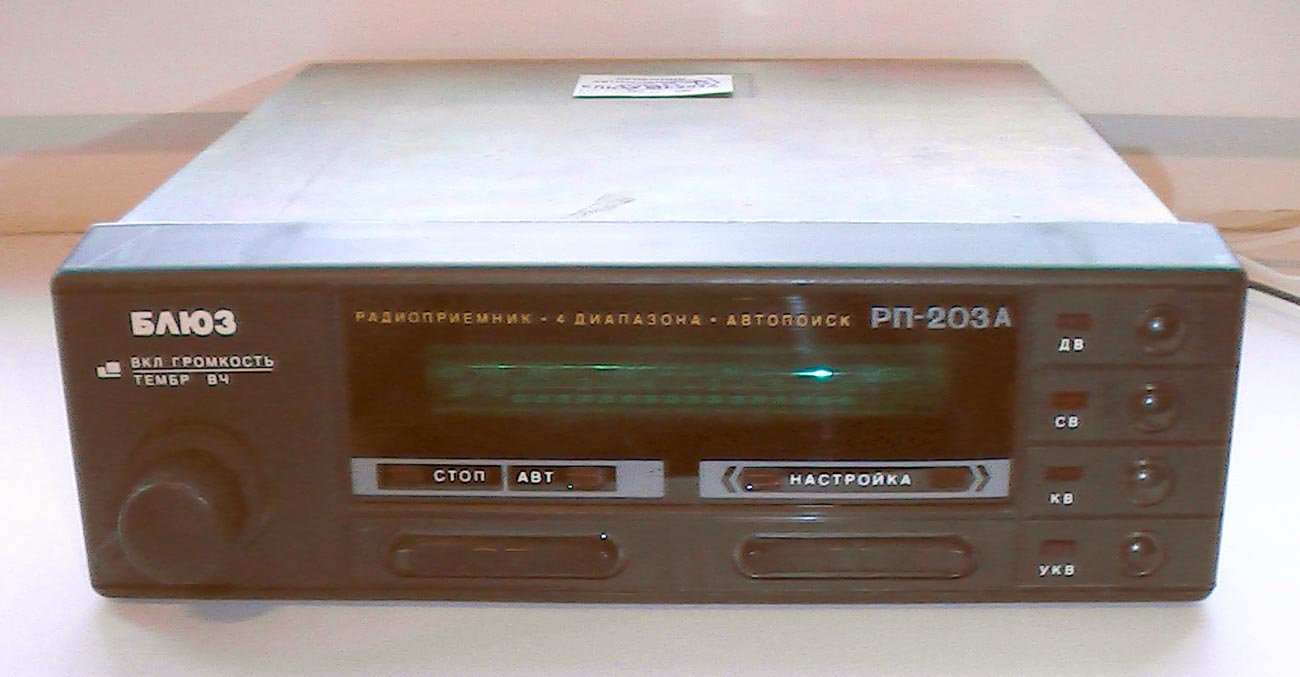 БЛЮЗ
ВКЛ ГРОМКОСТЬ
ТЕМБР ВЧ
РАДИОПРИЕМНИК • 4 ДИАПАЗОНА • АВТОПОИСК РП-203А
СТОП АВТ
НАСТРОЙКА
ДВ
СВ
КВ
УКВ